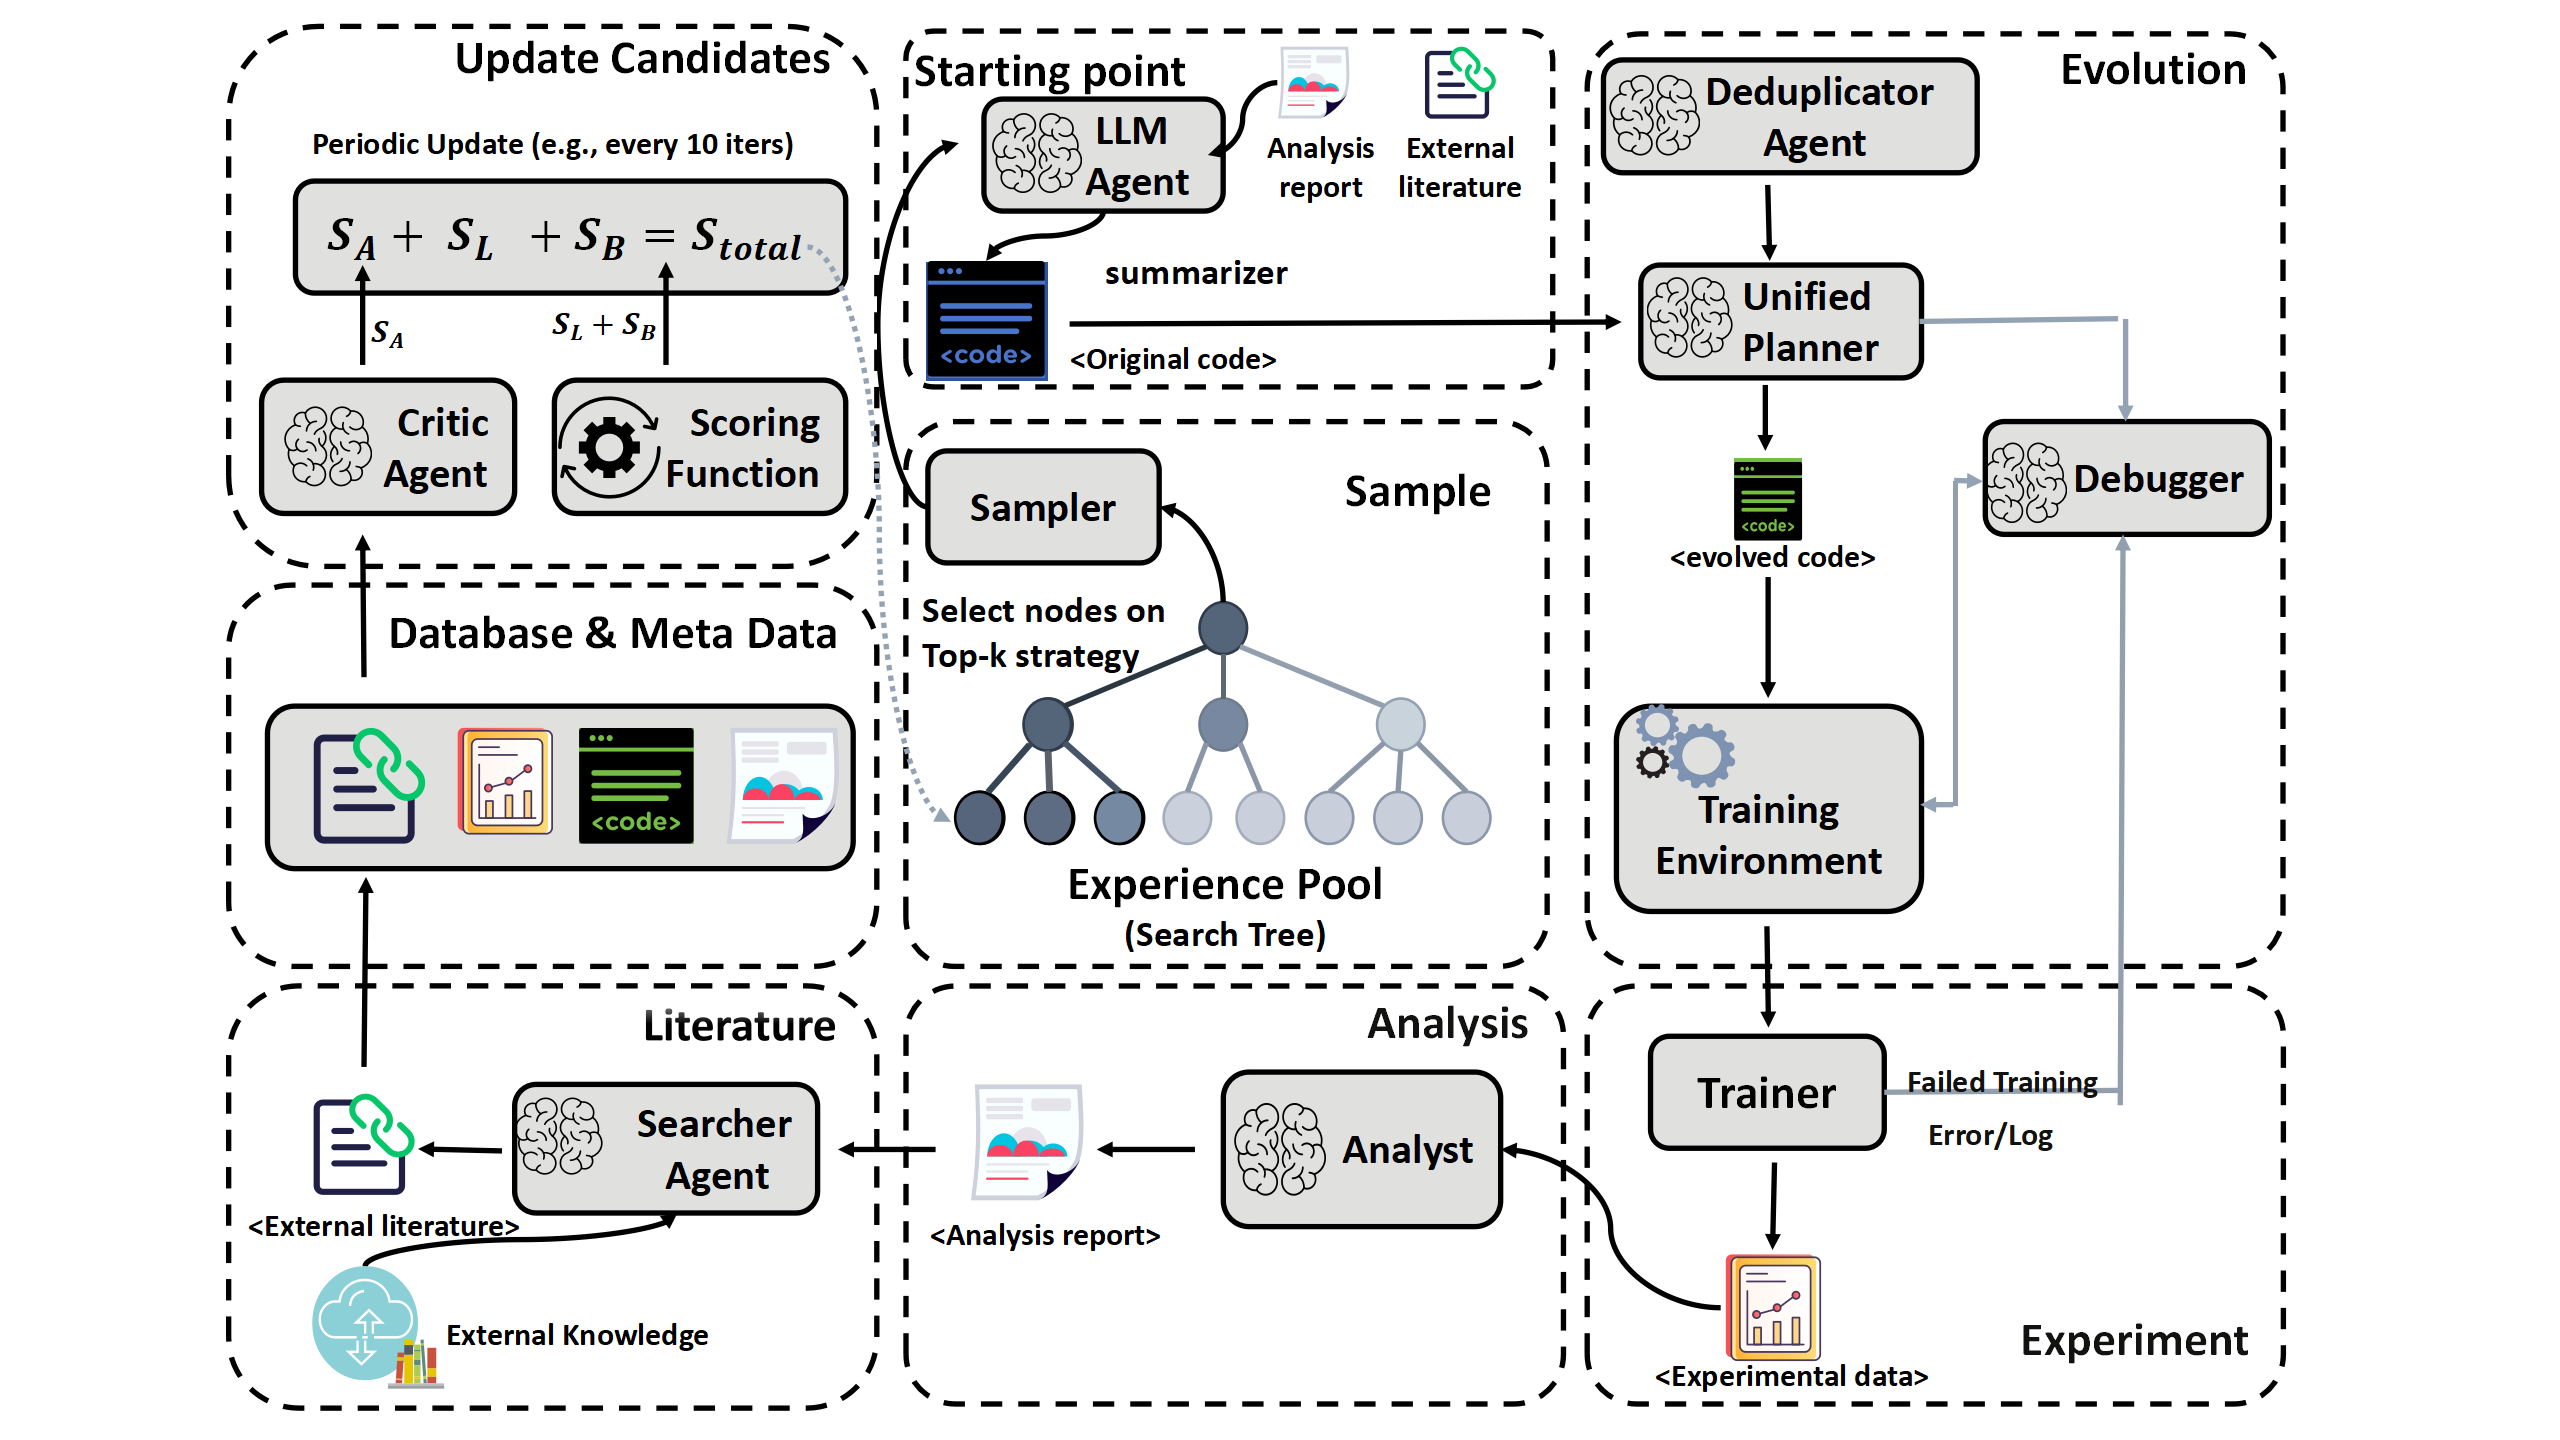 Update Candidates
Periodic Update (e.g., every 10 iters)
S_A + S_L + S_B = S_total
S_A
S_L + S_B
Critic
Agent
Scoring
Function
Database & Meta Data
<code>
Literature
Searcher
Agent
<External literature>
External Knowledge
Starting point
LLM
Agent
Analysis
report
External
literature
summarizer
<code>
<Original code>
Sample
Sampler
Select nodes on
Top-k strategy
Experience Pool
(Search Tree)
Analysis
Analyst
<Analysis report>
Evolution
Deduplicator
Agent
Unified
Planner
<code>
<evolved code>
Debugger
Training
Environment
Trainer
Failed Training
Error/Log
Experiment
<Experimental data>